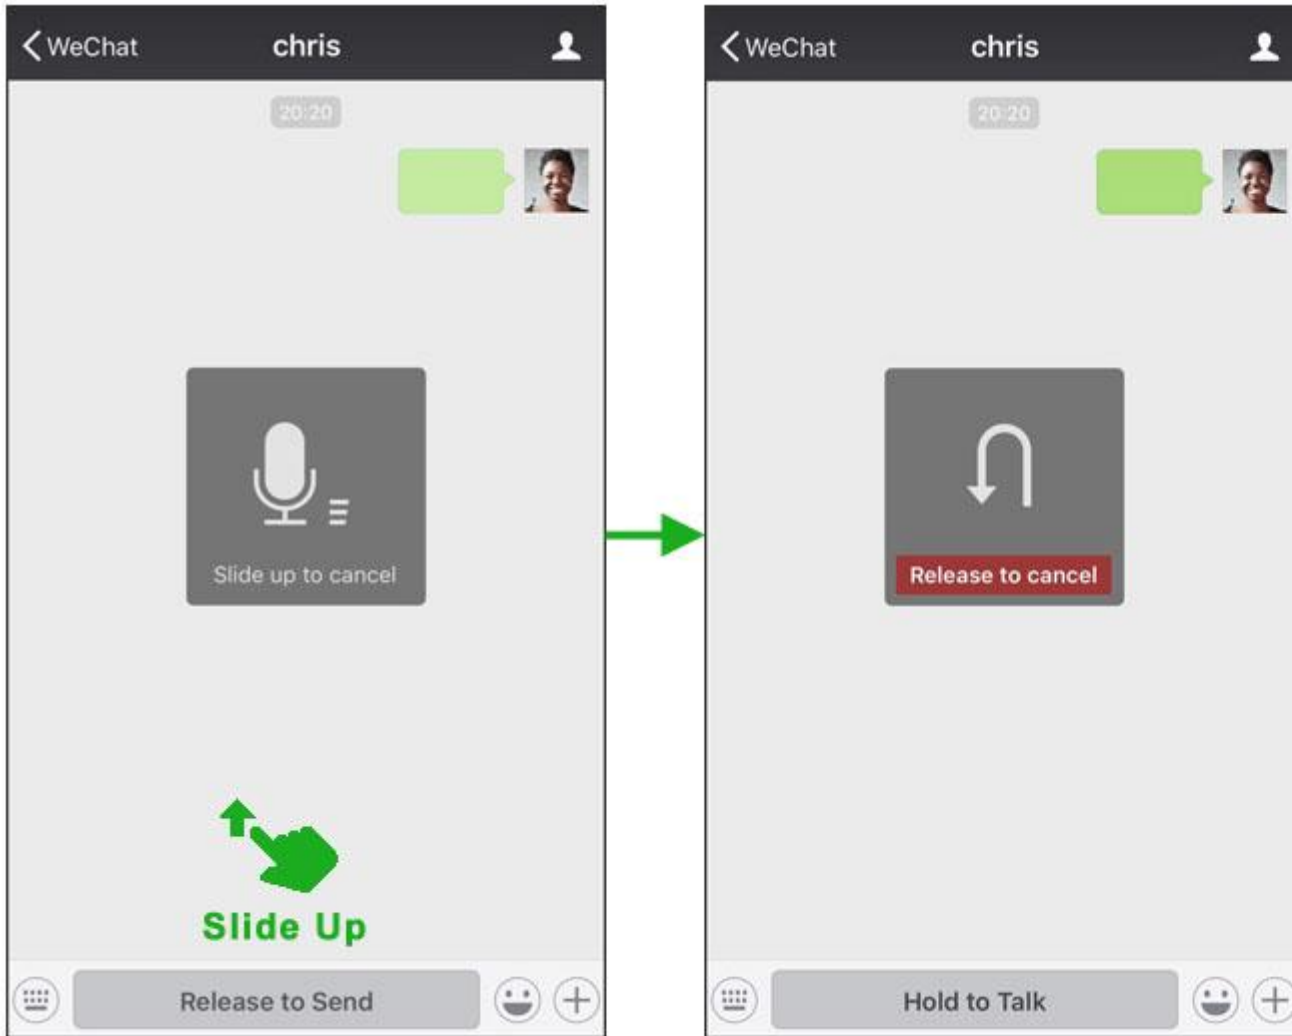 WeChat
chris
20:20
Slide up to cancel
Slide Up
Release to Send
WeChat
chris
20:20
Release to cancel
Hold to Talk